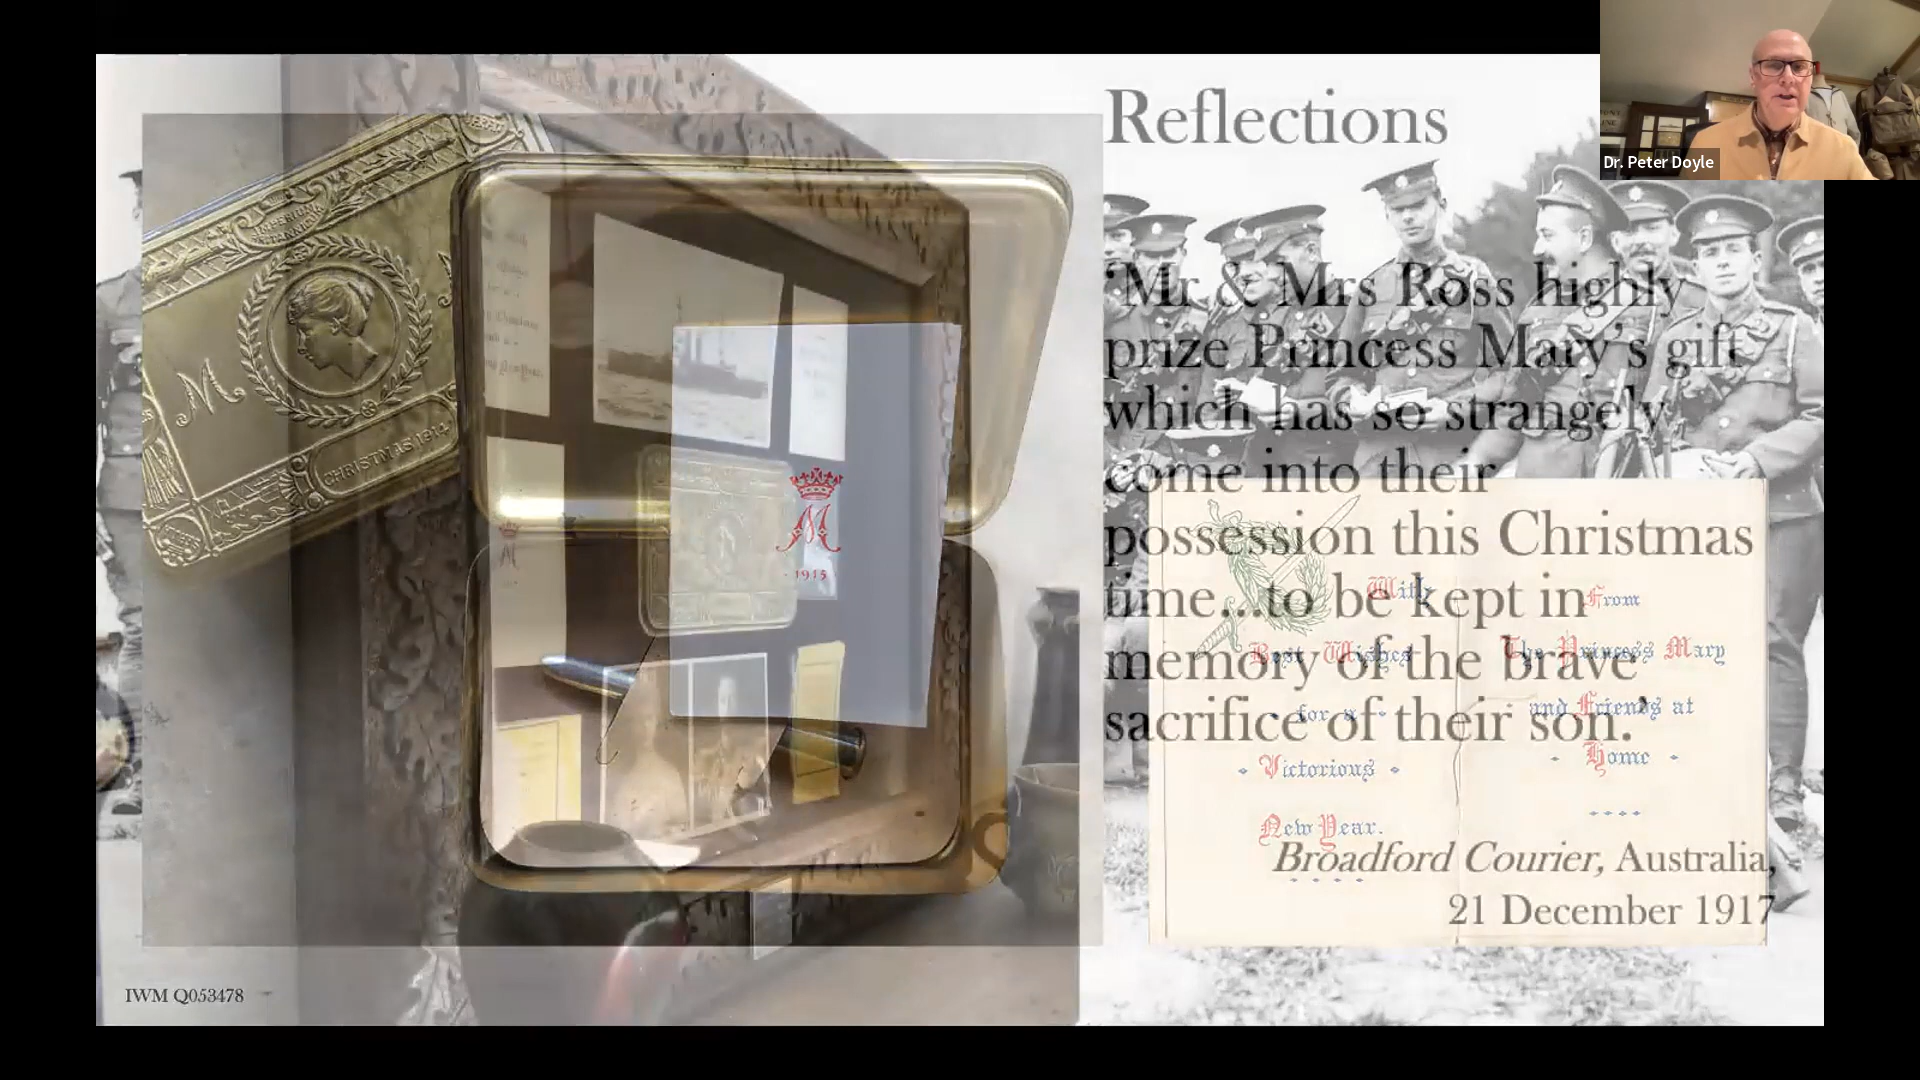 Reflections
Dr. Peter Doyle
'Mr & Mrs Ross highly
prize Princess Mary's gift
which has so strangely
come into their
possession this Christmas
time...to be kept in
memory of the brave
sacrifice of their son.'
Broadford Courier, Australia,
21 December 1917
IMPERIUM
BRITANNICUM
M
CHRISTMAS 1914
M
1915
With
Best Wishes
for a
Victorious
New Year.
From
The Princess Mary
and Friends at
Home
IWM Q053478